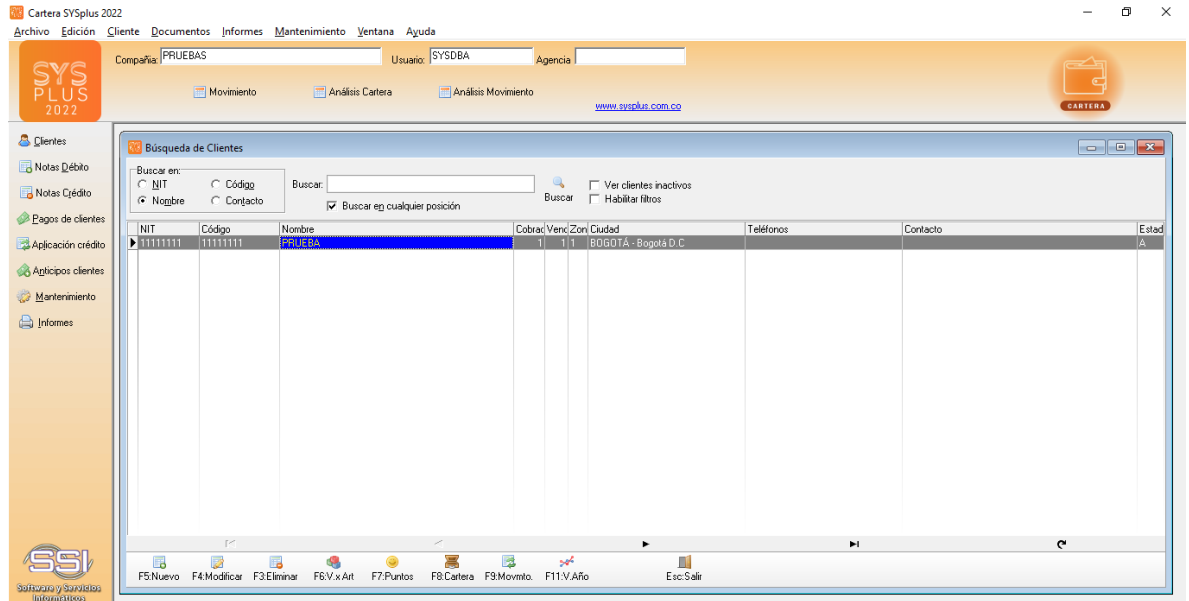 Cartera SYSplus 2022
Archivo Edición Cliente Documentos Informes Mantenimiento Ventana Ayuda
SYS
PLUS
2022
Compañia: PRUEBAS Usuario: SYSDBA Agencia
Movimiento Análisis Cartera Análisis Movimiento
www.sysplus.com.co
CARTERA
Clientes
Notas Débito
Notas Crédito
Pagos de clientes
Aplicación crédito
Anticipos clientes
Mantenimiento
Informes
Búsqueda de Clientes
Buscar en:
NIT Código
Nombre Contacto
Buscar:
Buscar en cualquier posición
Buscar
Ver clientes inactivos
Habilitar filtros
NIT Código Nombre Cobrac Venc Zon Ciudad Teléfonos Contacto Estad
11111111 11111111 PRUEBA 1 1 1 BOGOTÁ - Bogotá D.C A
F5:Nuevo F4:Modificar F3:Eliminar F6:V.x Art F7:Puntos F8:Cartera F9:Movmto. F11:V.Año Esc:Salir
SSI
Software y Servicios
Informáticos